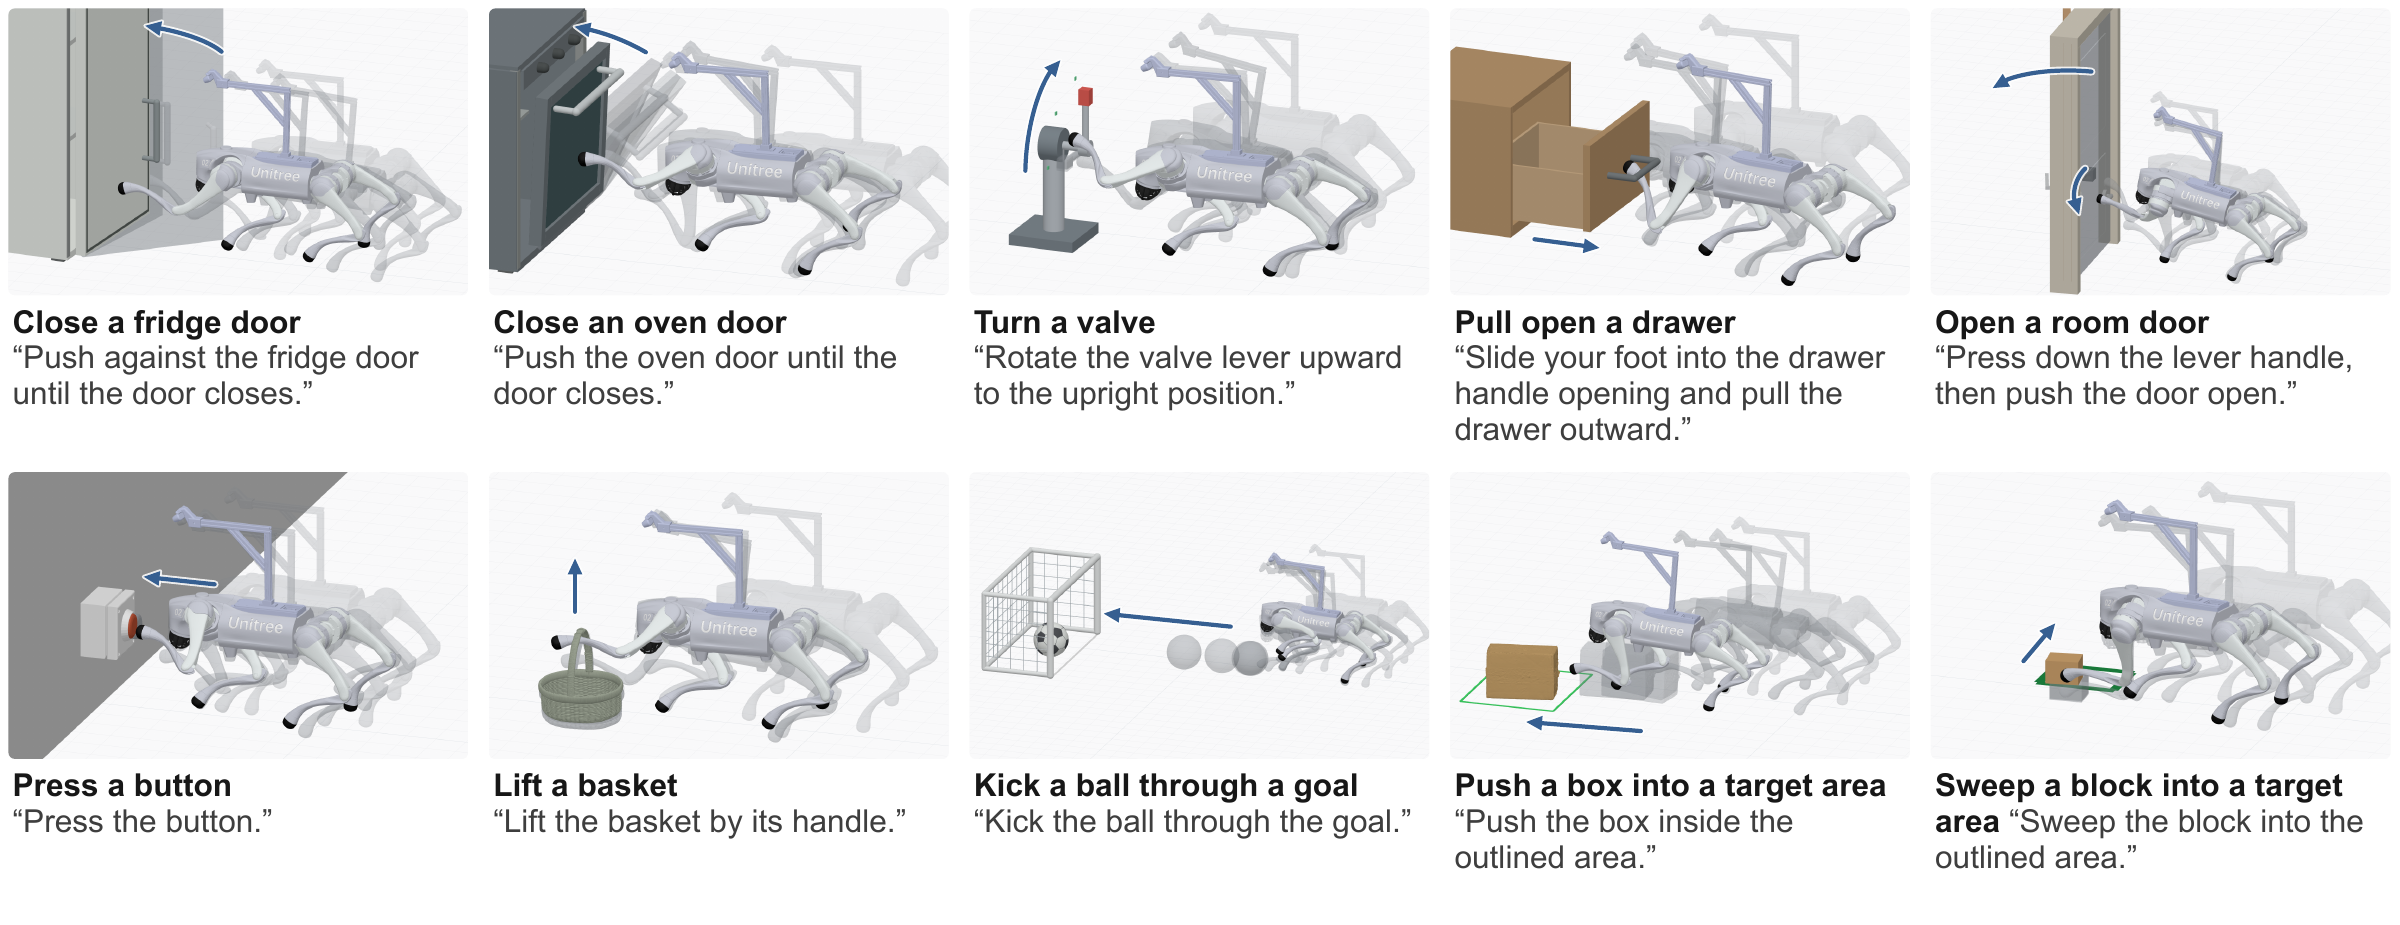 Unitree
Close a fridge door
“Push against the fridge door
until the door closes.”
Unitree
Close an oven door
“Push the oven door until the
door closes.”
Unitree
Turn a valve
“Rotate the valve lever upward
to the upright position.”
Unitree
Pull open a drawer
“Slide your foot into the drawer
handle opening and pull the
drawer outward.”
Unitree
Open a room door
“Press down the lever handle,
then push the door open.”
Unitree
Press a button
“Press the button.”
Unitree
Lift a basket
“Lift the basket by its handle.”
Unitree
Kick a ball through a goal
“Kick the ball through the goal.”
Unitree
Push a box into a target area
“Push the box inside the
outlined area.”
Unitree
Sweep a block into a target
area “Sweep the block into the
outlined area.”